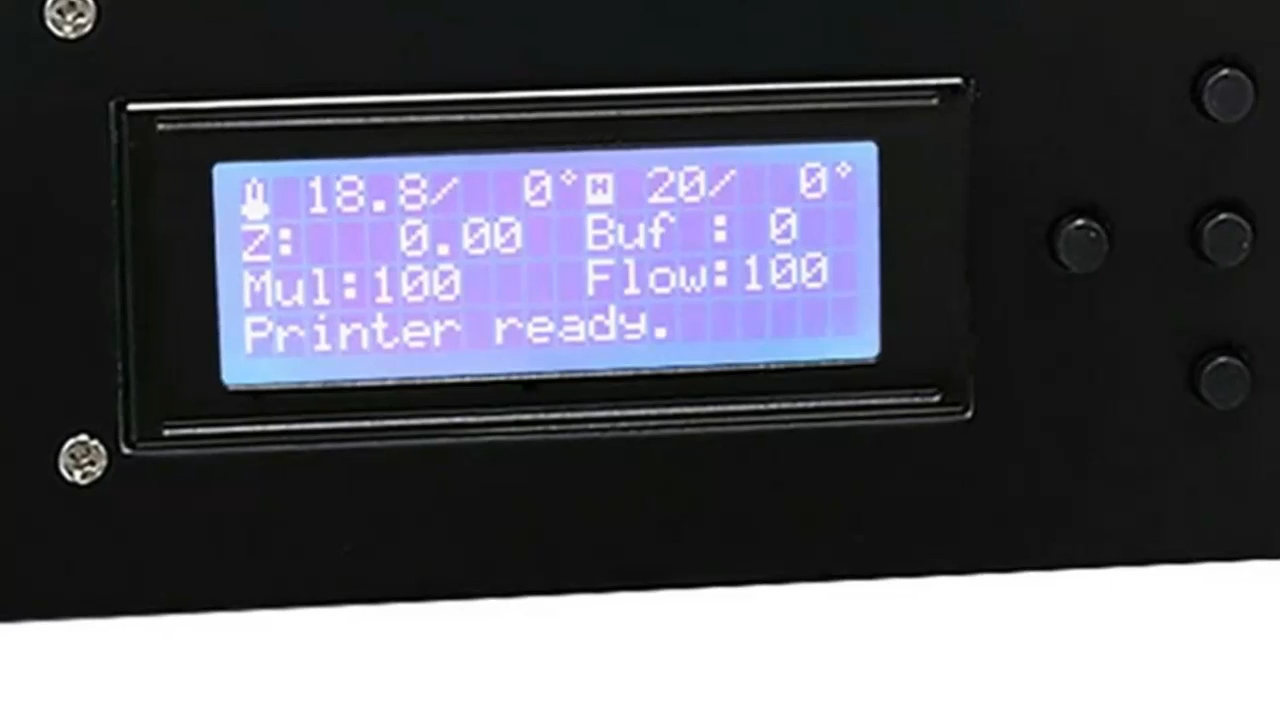 18.8/ 0° 20/ 0°
Z: 0.00 Buf : 0
Mul:100 Flow:100
Printer ready.